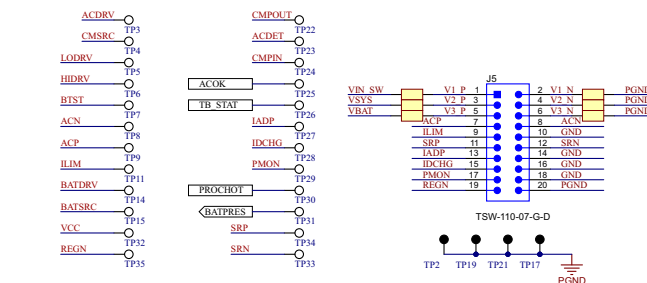 ACDRV
TP3
CMSRC
TP4
LODRV
TP5
HIDRV
TP6
BTST
TP7
ACN
TP8
ACP
TP9
ILIM
TP11
BATDRV
TP14
BATSRC
TP15
VCC
TP32
REGN
TP35
CMPOUT
TP22
ACDET
TP23
CMPIN
TP24
ACOK
TP25
TB_STAT
TP26
IADP
TP27
IDCHG
TP28
PMON
TP29
PROCHOT
TP30
BATPRES
TP31
SRP
TP34
SRN
TP33
J5
VIN_SW V1_P 1 2 V1_N PGND
VSYS V2_P 3 4 V2_N PGND
VBAT V3_P 5 6 V3_N PGND
ACP 7 8 ACN
ILIM 9 10 GND
SRP 11 12 SRN
IADP 13 14 GND
IDCHG 15 16 GND
PMON 17 18 GND
REGN 19 20 PGND
TSW-110-07-G-D
TP2 TP19 TP21 TP17
PGND